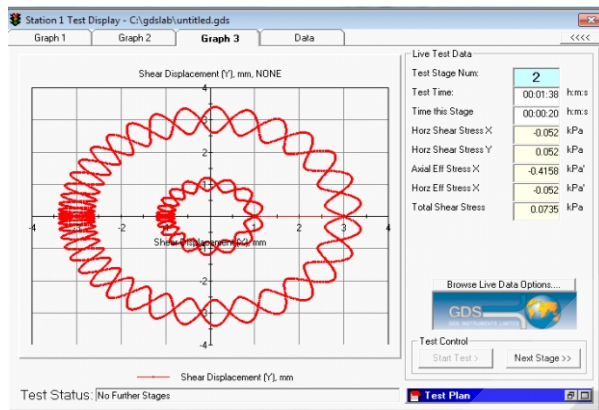 Station 1 Test Display - C:\gdslab\untitled.gds
Graph 1 Graph 2 Graph 3 Data <<<<
Shear Displacement (Y), mm, NONE
4
3
2
1
-4 -3 -2 -1 1 2 3 4
Shear Displacement (X), mm
-1
-2
-3
-4
Shear Displacement (Y), mm
Test Status: No Further Stages
Live Test Data
Test Stage Num: 2
Test Time: 00:01:38 h:m:s
Time this Stage 00:00:20 h:m:s
Horz Shear Stress X -0.052 kPa
Horz Shear Stress Y 0.052 kPa
Axial Eff Stress X -0.4158 kPa'
Horz Eff Stress X -0.052 kPa'
Total Shear Stress 0.0735 kPa
Browse Live Data Options....
GDS
GDS INSTRUMENTS LIMITED
Test Control
Start Test > Next Stage >>
Test Plan